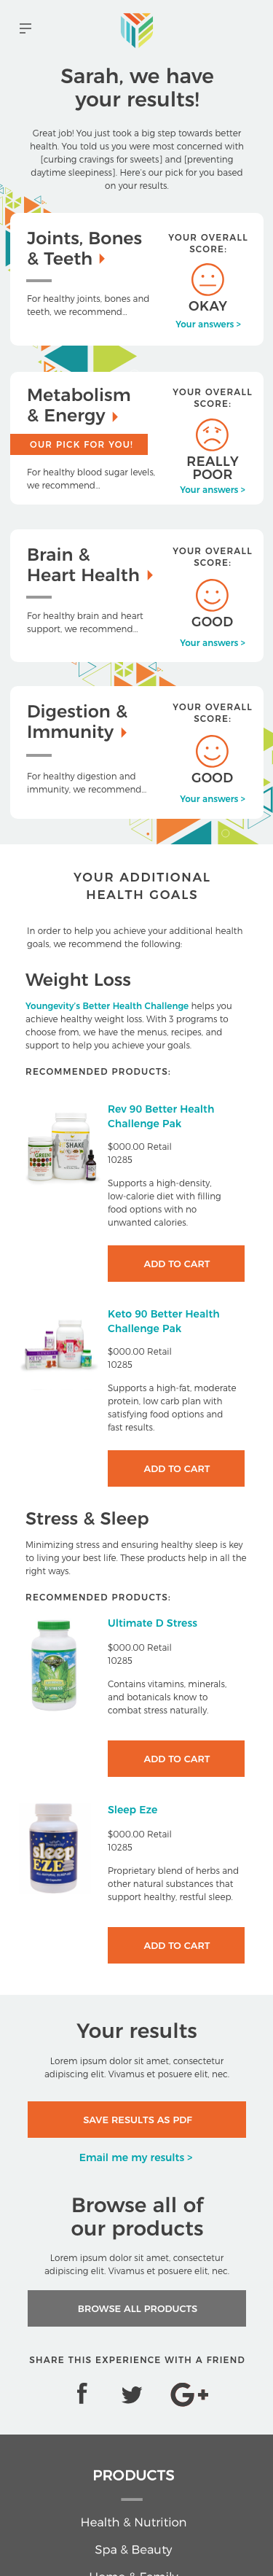 Sarah, we have
your results!
Great job! You just took a big step towards better
health. You told us you were most concerned with
[curbing cravings for sweets] and [preventing
daytime sleepiness]. Here's our pick for you based
on your results.
Joints, Bones
& Teeth
For healthy joints, bones and
teeth, we recommend...
YOUR OVERALL
SCORE:
OKAY
Your answers >
Metabolism
& Energy
OUR PICK FOR YOU!
For healthy blood sugar levels,
we recommend...
YOUR OVERALL
SCORE:
REALLY
POOR
Your answers >
Brain &
Heart Health
For healthy brain and heart
support, we recommend...
YOUR OVERALL
SCORE:
GOOD
Your answers >
Digestion &
Immunity
For healthy digestion and
immunity, we recommend...
YOUR OVERALL
SCORE:
GOOD
Your answers >
YOUR ADDITIONAL
HEALTH GOALS
In order to help you achieve your additional health
goals, we recommend the following:
Weight Loss
Youngevity's Better Health Challenge helps you
achieve healthy weight loss. With 3 programs to
choose from, we have the menus, recipes, and
support to help you achieve your goals.
RECOMMENDED PRODUCTS:
SHAKE
Rev 90 Better Health
Challenge Pak
$000.00 Retail
10285
Supports a high-density,
low-calorie diet with filling
food options with no
unwanted calories.
ADD TO CART
Keto 90 Better Health
Challenge Pak
$000.00 Retail
10285
Supports a high-fat, moderate
protein, low carb plan with
satisfying food options and
fast results.
ADD TO CART
Stress & Sleep
Minimizing stress and ensuring healthy sleep is key
to living your best life. These products help in all the
right ways.
RECOMMENDED PRODUCTS:
Ultimate D Stress
$000.00 Retail
10285
Contains vitamins, minerals,
and botanicals know to
combat stress naturally.
ADD TO CART
sleep
EZE
Sleep Eze
$000.00 Retail
10285
Proprietary blend of herbs and
other natural substances that
support healthy, restful sleep.
ADD TO CART
Your results
Lorem ipsum dolor sit amet, consectetur
adipiscing elit. Vivamus et posuere elit, nec.
SAVE RESULTS AS PDF
Email me my results >
Browse all of
our products
Lorem ipsum dolor sit amet, consectetur
adipiscing elit. Vivamus et posuere elit, nec.
BROWSE ALL PRODUCTS
SHARE THIS EXPERIENCE WITH A FRIEND
PRODUCTS
Health & Nutrition
Spa & Beauty